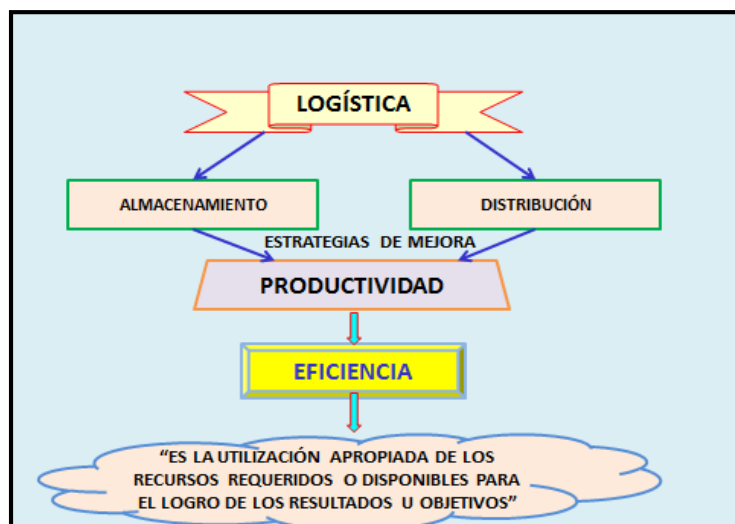 LOGÍSTICA
ALMACENAMIENTO
DISTRIBUCIÓN
ESTRATEGIAS DE MEJORA
PRODUCTIVIDAD
EFICIENCIA
“ES LA UTILIZACIÓN APROPIADA DE LOS
RECURSOS REQUERIDOS O DISPONIBLES PARA
EL LOGRO DE LOS RESULTADOS U OBJETIVOS”